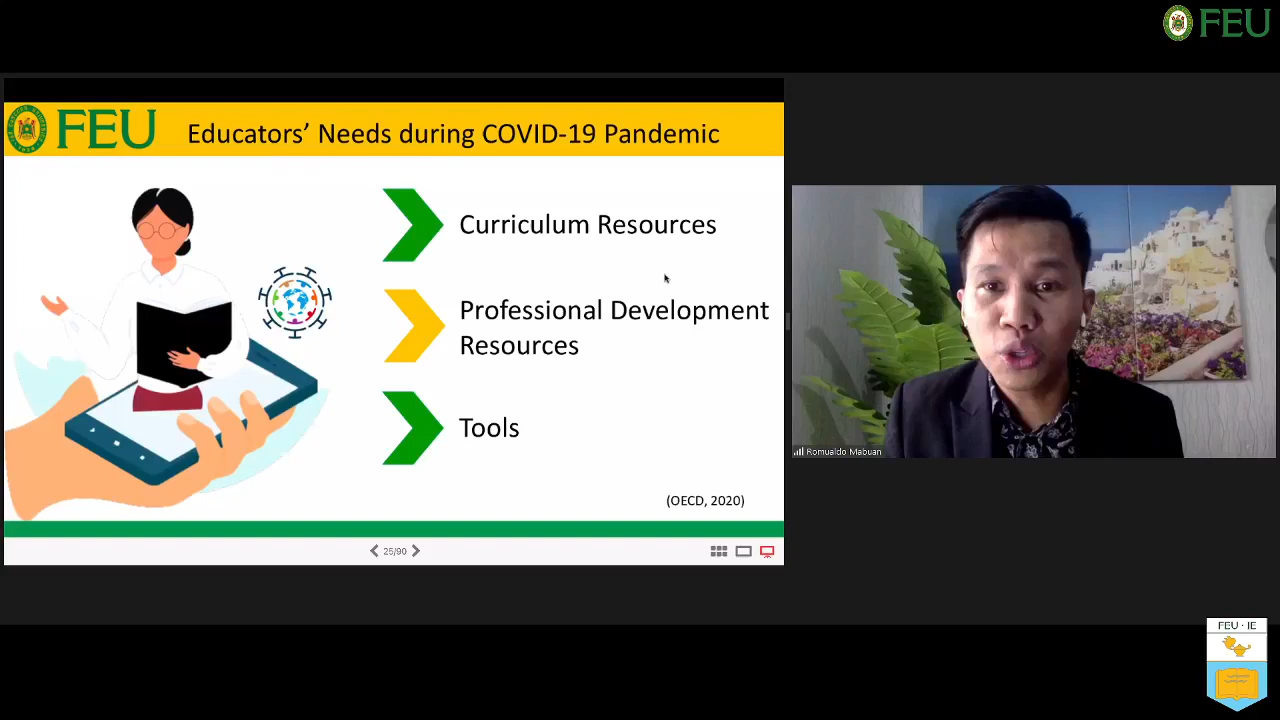 FEU
FEU
Educators' Needs during COVID-19 Pandemic
Curriculum Resources
Professional Development
Resources
Tools
(OECD, 2020)
25/90
Romualdo Mabuan
FEU · IE